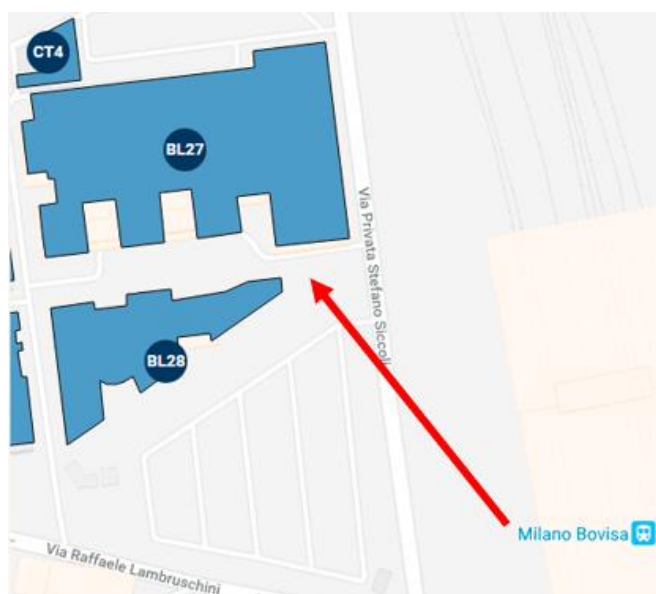 CT4
BL27
Via Privata Stefano Siccoli
BL28
Milano Bovisa
Via Raffaele Lambruschini